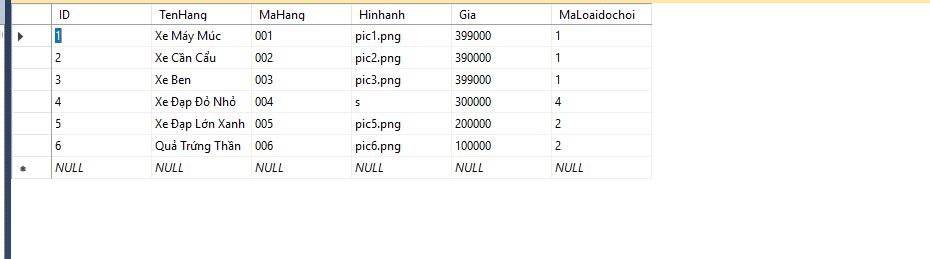 ID TenHang MaHang Hinhanh Gia MaLoaidochoi
1 Xe Máy Múc 001 pic1.png 399000 1
2 Xe Cần Cẩu 002 pic2.png 390000 1
3 Xe Ben 003 pic3.png 399000 1
4 Xe Đạp Đỏ Nhỏ 004 s 300000 4
5 Xe Đạp Lớn Xanh 005 pic5.png 200000 2
6 Quả Trứng Thần 006 pic6.png 100000 2
NULL NULL NULL NULL NULL NULL